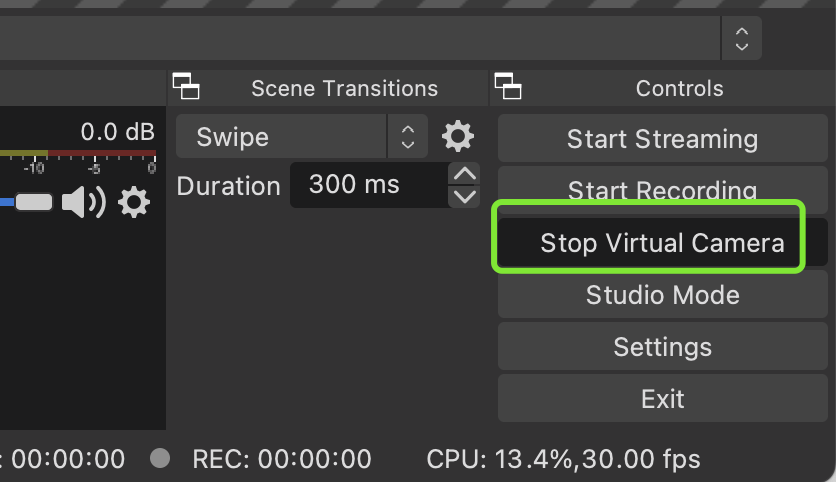 Scene Transitions
Controls
0.0 dB
-10 -5 0
Swipe
Duration 300 ms
Start Streaming
Start Recording
Stop Virtual Camera
Studio Mode
Settings
Exit
: 00:00:00 REC: 00:00:00 CPU: 13.4%,30.00 fps